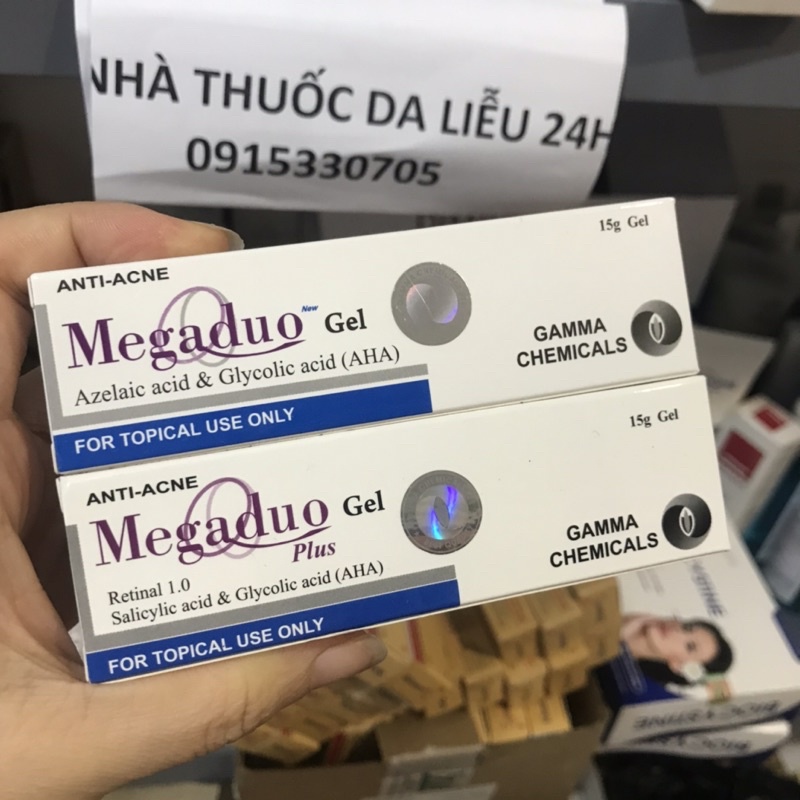 NHÀ THUỐC DA LIỄU 24H
0915330705
15g Gel
ANTI-ACNE
Megaduo New Gel
GAMMA
CHEMICALS
Azelaic acid & Glycolic acid (AHA)
FOR TOPICAL USE ONLY
15g Gel
ANTI-ACNE
Megaduo Gel
Plus
GAMMA
CHEMICALS
Retinal 1.0
Salicylic acid & Glycolic acid (AHA)
FOR TOPICAL USE ONLY